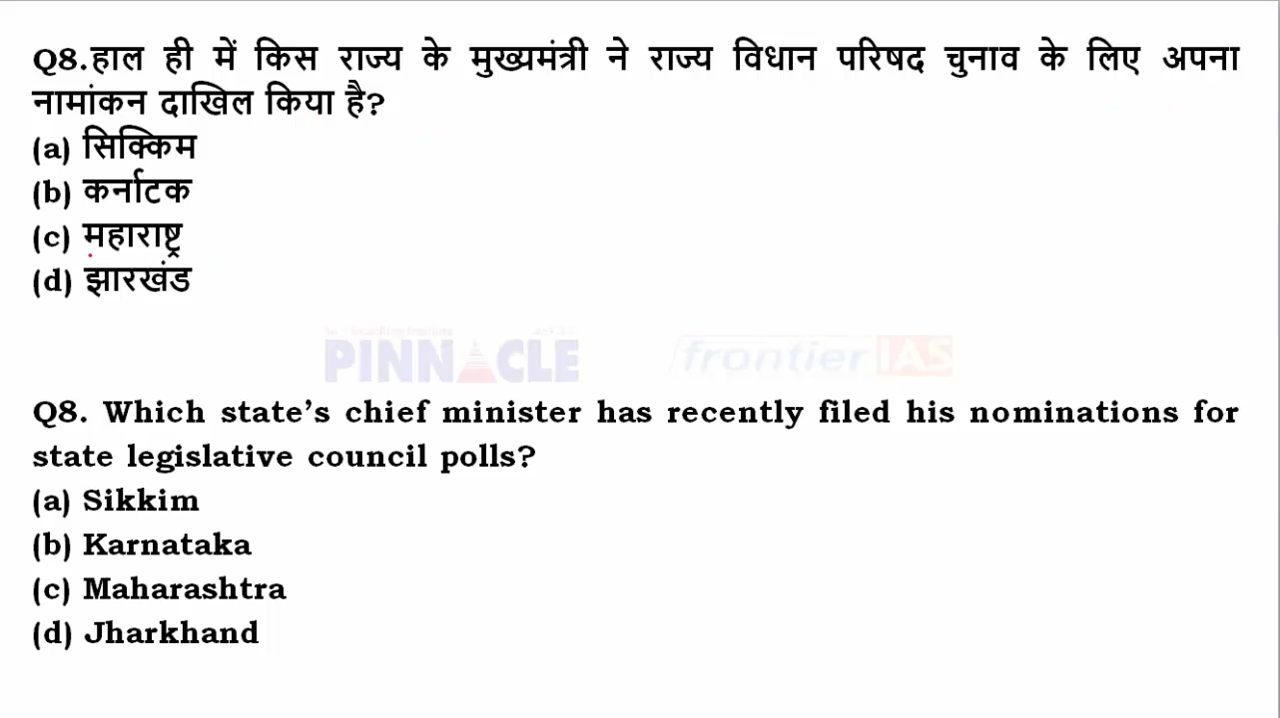 Q8.हाल ही में किस राज्य के मुख्यमंत्री ने राज्य विधान परिषद चुनाव के लिए अपना
नामांकन दाखिल किया है?
(a) सिक्किम
(b) कर्नाटक
(c) महाराष्ट्र
(d) झारखंड
PINNACLE frontier IAS
Q8. Which state’s chief minister has recently filed his nominations for
state legislative council polls?
(a) Sikkim
(b) Karnataka
(c) Maharashtra
(d) Jharkhand